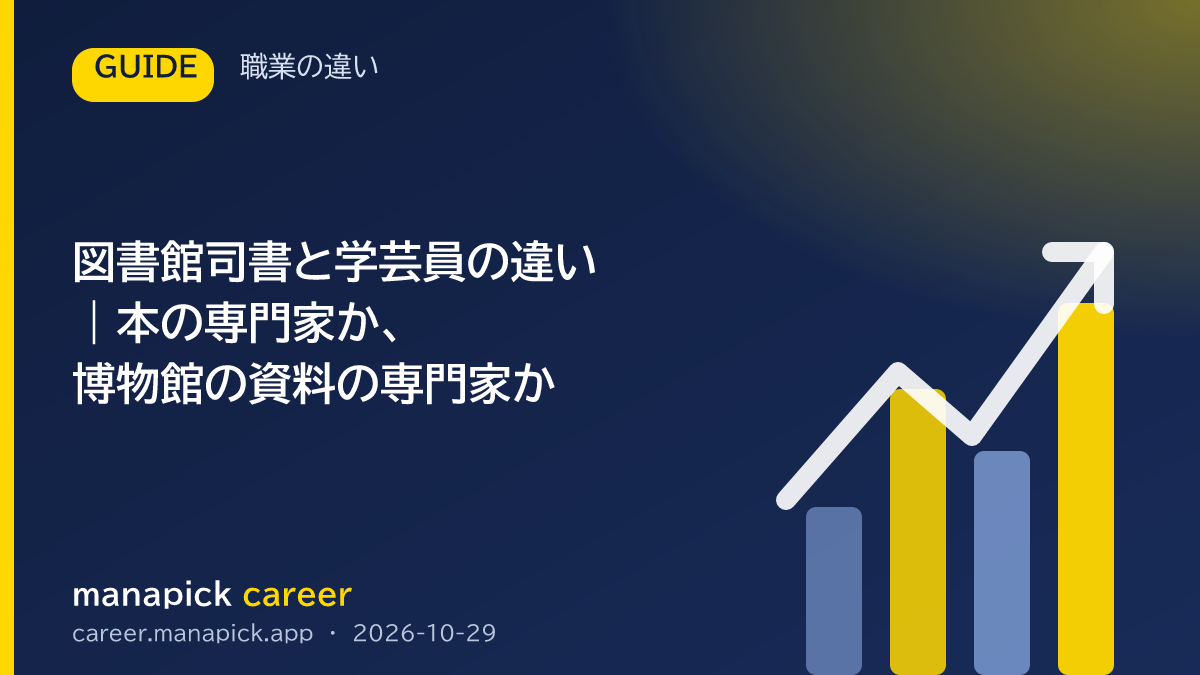 GUIDE 職業の違い
図書館司書と学芸員の違い
｜本の専門家か、
博物館の資料の専門家か
manapick career
career.manapick.app ・ 2026-10-29